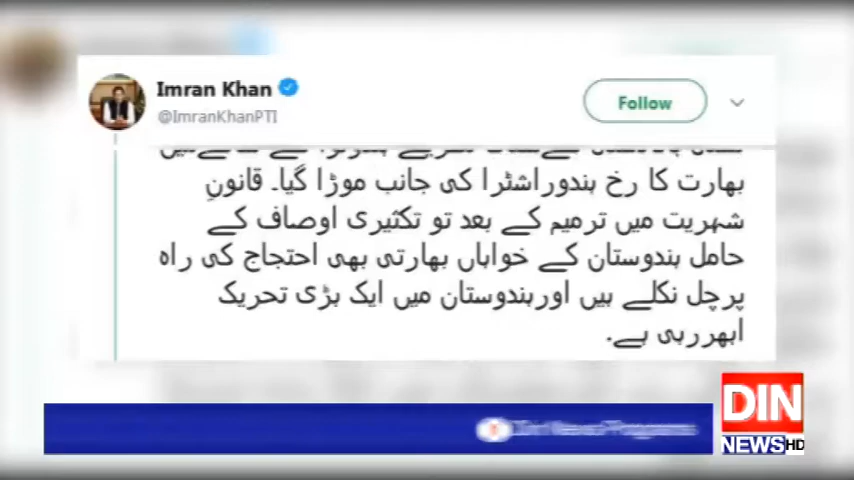 Imran Khan
@ImranKhanPTI
Follow
بھارت کا رخ ہندوراشٹرا کی جانب موڑا گیا۔ قانونِ
شہریت میں ترمیم کے بعد تو تکثیری اوصاف کے
حامل ہندوستان کے خواہاں بھارتی بھی احتجاج کی راہ
پرچل نکلے ہیں اورہندوستان میں ایک بڑی تحریک
ابھررہی ہے۔
DIN
NEWS HD